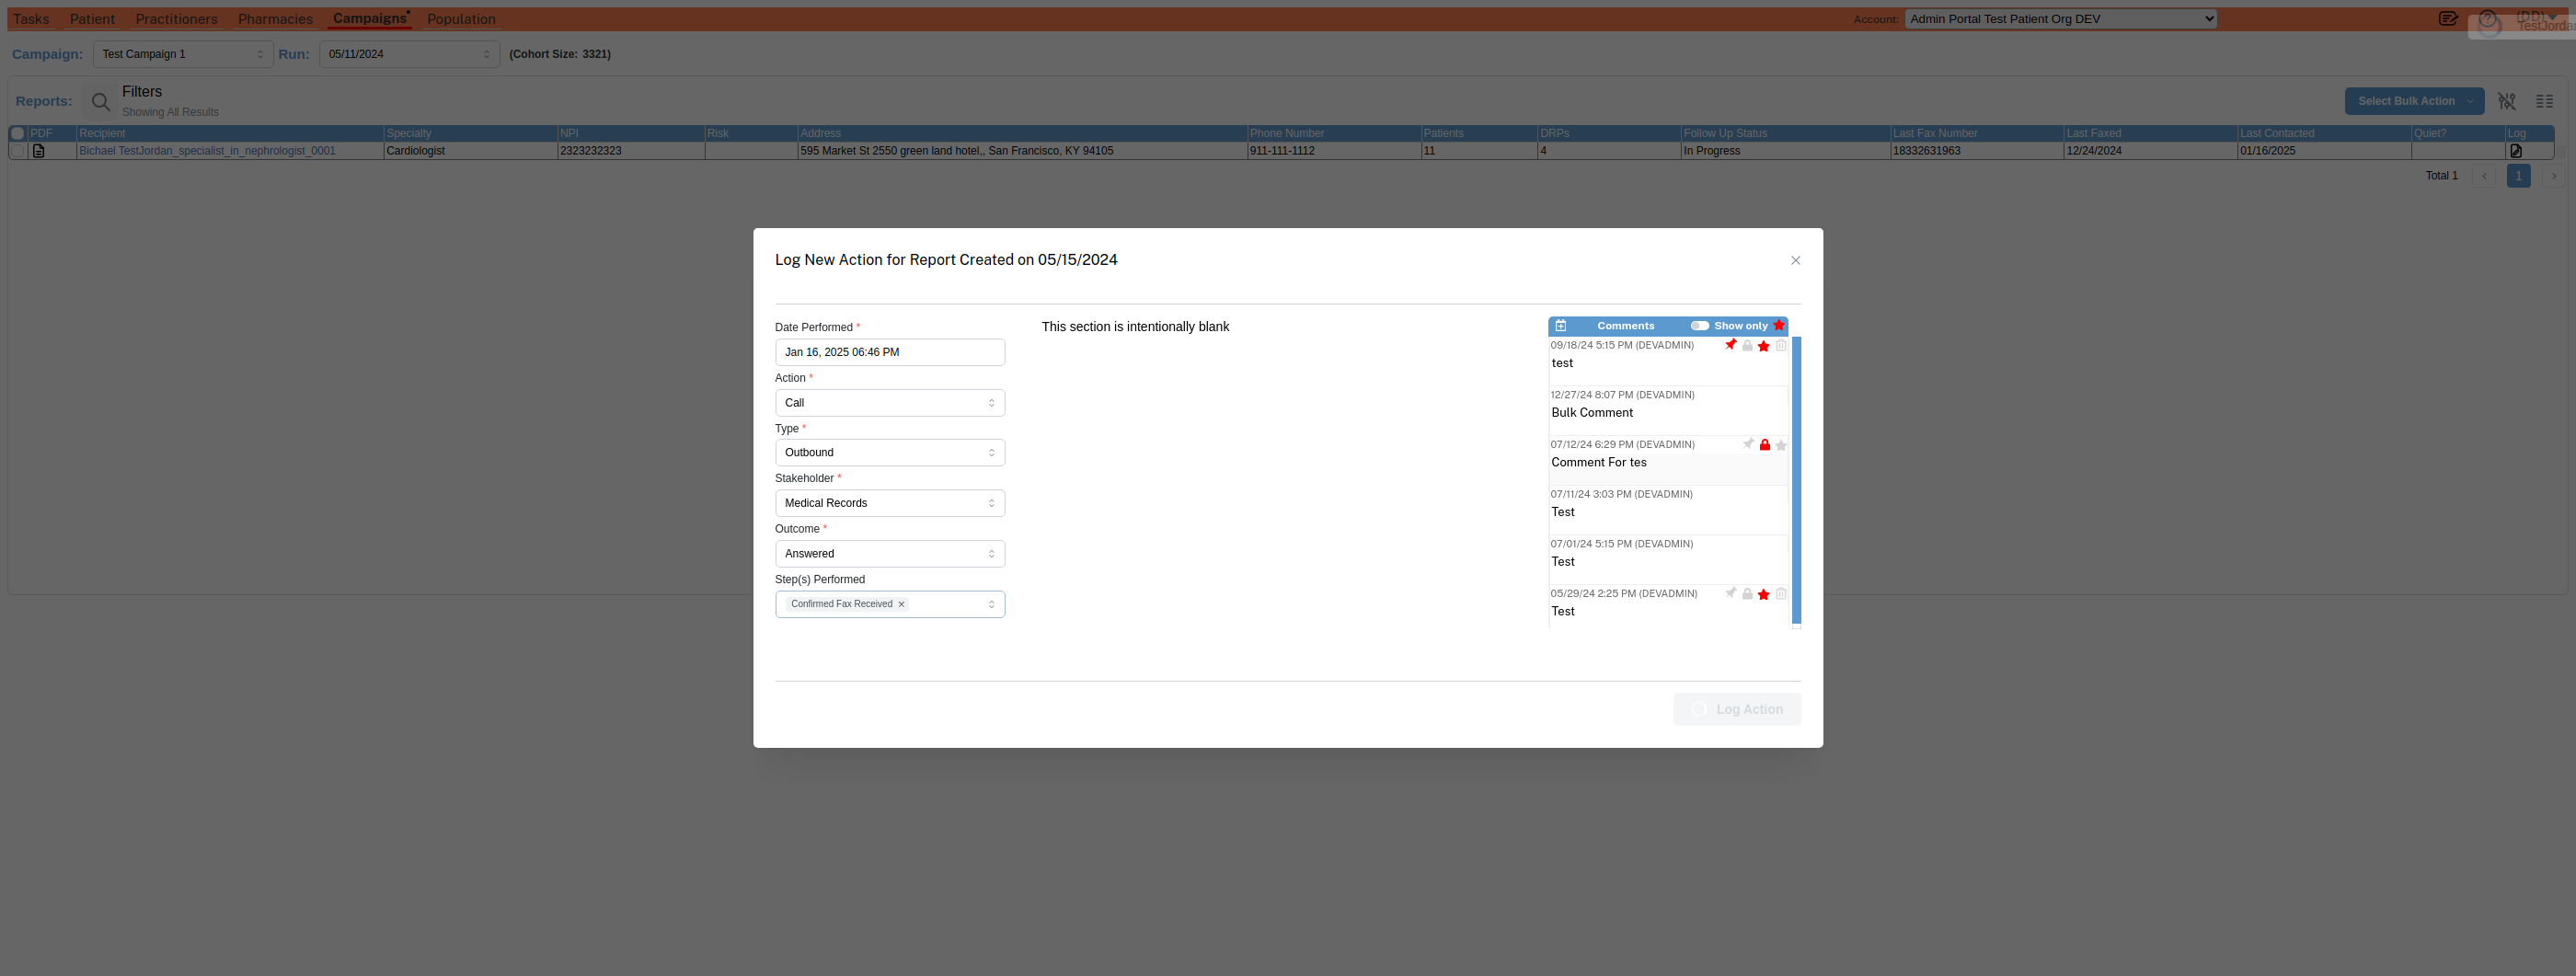 Tasks Patient Practitioners Pharmacies Campaigns Population Account: Admin Portal Test Patient Org DEV (DD) TestJorda
Campaign: Test Campaign 1 Run: 05/11/2024 (Cohort Size: 3321)
Reports: Filters
Showing All Results
Select Bulk Action
PDF Recipient Specialty NPI Risk Address Phone Number Patients DRPs Follow Up Status Last Fax Number Last Faxed Last Contacted Quiet? Log
Bichael TestJordan_specialist_in_nephrologist_0001 Cardiologist 2323232323 595 Market St 2550 green land hotel,, San Francisco, KY 94105 911-111-1112 11 4 In Progress 18332631963 12/24/2024 01/16/2025
Total 1 1
Log New Action for Report Created on 05/15/2024
Date Performed *
Jan 16, 2025 06:46 PM
Action *
Call
Type *
Outbound
Stakeholder *
Medical Records
Outcome *
Answered
Step(s) Performed
Confirmed Fax Received
This section is intentionally blank
Comments Show only
09/18/24 5:15 PM (DEVADMIN)
test
12/27/24 8:07 PM (DEVADMIN)
Bulk Comment
07/12/24 6:29 PM (DEVADMIN)
Comment For tes
07/11/24 3:03 PM (DEVADMIN)
Test
07/01/24 5:15 PM (DEVADMIN)
Test
05/29/24 2:25 PM (DEVADMIN)
Test
Log Action